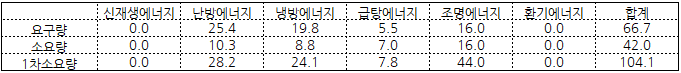 신재생에너지 난방에너지 냉방에너지 급탕에너지 조명에너지 환기에너지 합계
요구량 0.0 25.4 19.8 5.5 16.0 0.0 66.7
소요량 0.0 10.3 8.8 7.0 16.0 0.0 42.0
1차소요량 0.0 28.2 24.1 7.8 44.0 0.0 104.1